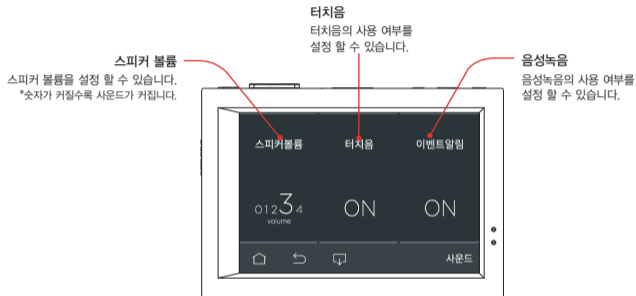 터치음
터치음의 사용 여부를
설정 할 수 있습니다.
스피커 볼륨
스피커 볼륨을 설정 할 수 있습니다.
*숫자가 커질수록 사운드가 커집니다.
음성녹음
음성녹음의 사용 여부를
설정 할 수 있습니다.
스피커볼륨 터치음 이벤트알림
0 1 2 3 4 ON ON
volume
사운드